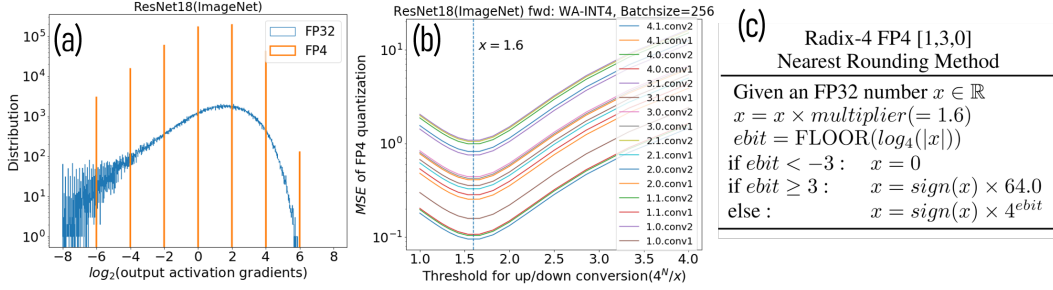 ResNet18(ImageNet)
(a)
FP32
FP4
Distribution
10^5
10^4
10^3
10^2
10^1
10^0
−8 −6 −4 −2 0 2 4 6 8
log_2(output activation gradients)
ResNet18(ImageNet) fwd: WA-INT4, Batchsize=256
(b)
x = 1.6
4.1.conv2
4.1.conv1
4.0.conv2
4.0.conv1
3.1.conv2
3.1.conv1
3.0.conv2
3.0.conv1
2.1.conv2
2.1.conv1
2.0.conv2
2.0.conv1
1.1.conv2
1.1.conv1
1.0.conv2
1.0.conv1
MSE of FP4 quantization
10^1
10^0
10^−1
1.0 1.5 2.0 2.5 3.0 3.5 4.0
Threshold for up/down conversion(4^N/x)
(c)
Radix-4 FP4 [1,3,0]
Nearest Rounding Method
Given an FP32 number x ∈ ℝ
x = x × multiplier(= 1.6)
ebit = FLOOR(log_4(|x|))
if ebit < −3 : x = 0
if ebit ≥ 3 : x = sign(x) × 64.0
else : x = sign(x) × 4^ebit